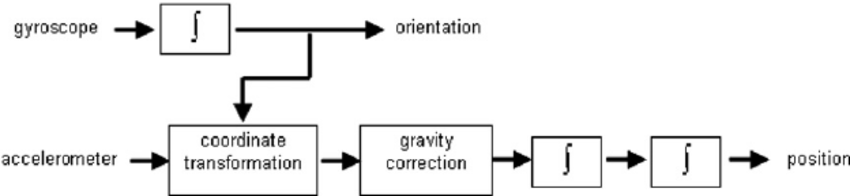 gyroscope
∫
orientation
coordinate
transformation
gravity
correction
accelerometer
∫
∫
position